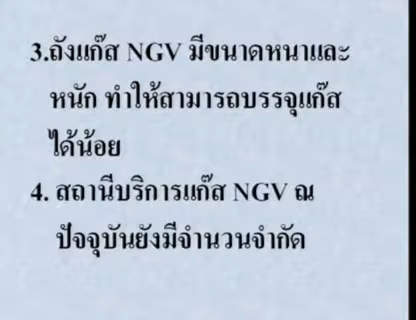 3.ถังแก๊ส NGV มีขนาดหนาและ
หนัก ทำให้สามารถบรรจุแก๊ส
ได้น้อย
4. สถานีบริการแก๊ส NGV ณ
ปัจจุบันยังมีจำนวนจำกัด